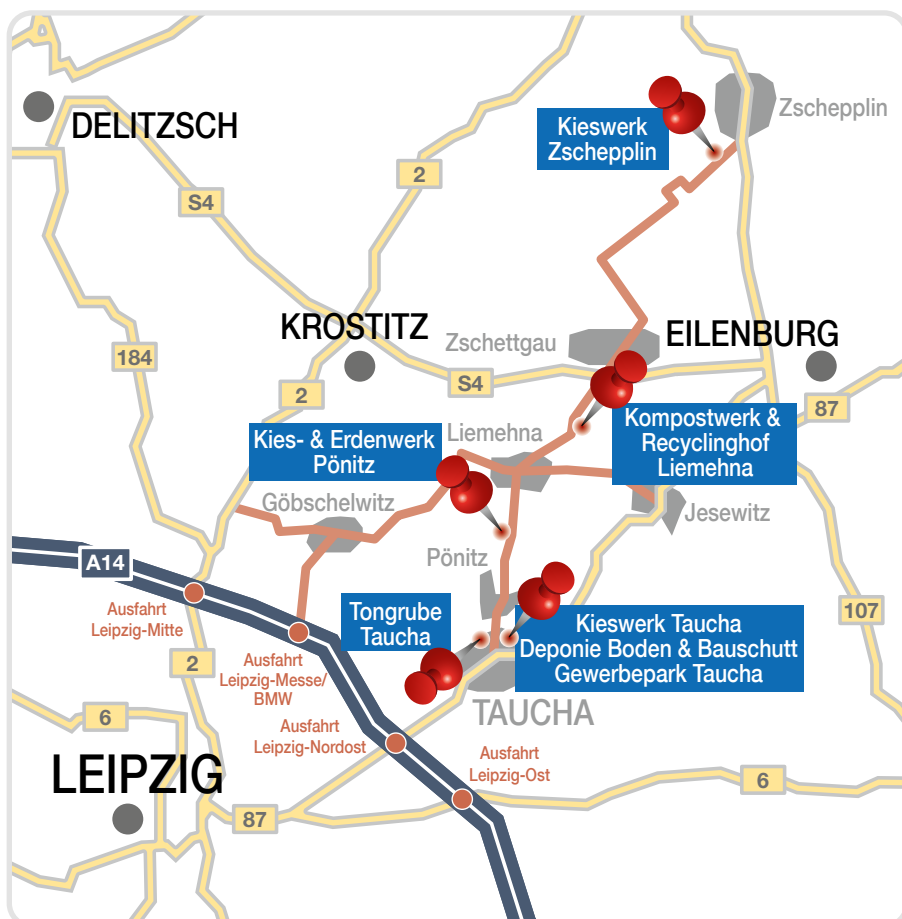 Zschepplin
DELITZSCH
Kieswerk
Zschepplin
2
S4
KROSTITZ
Zschettgau
EILENBURG
184
2
S4
87
Kies- & Erdenwerk
Pönitz
Liemehna
Kompostwerk &
Recyclinghof
Liemehna
Göbschelwitz
Jesewitz
A14
Pönitz
Ausfahrt
Leipzig-Mitte
Tongrube
Taucha
Kieswerk Taucha
Deponie Boden & Bauschutt
Gewerbepark Taucha
107
2
Ausfahrt
Leipzig-Messe/
BMW
TAUCHA
6
Ausfahrt
Leipzig-Nordost
Ausfahrt
Leipzig-Ost
6
LEIPZIG
87